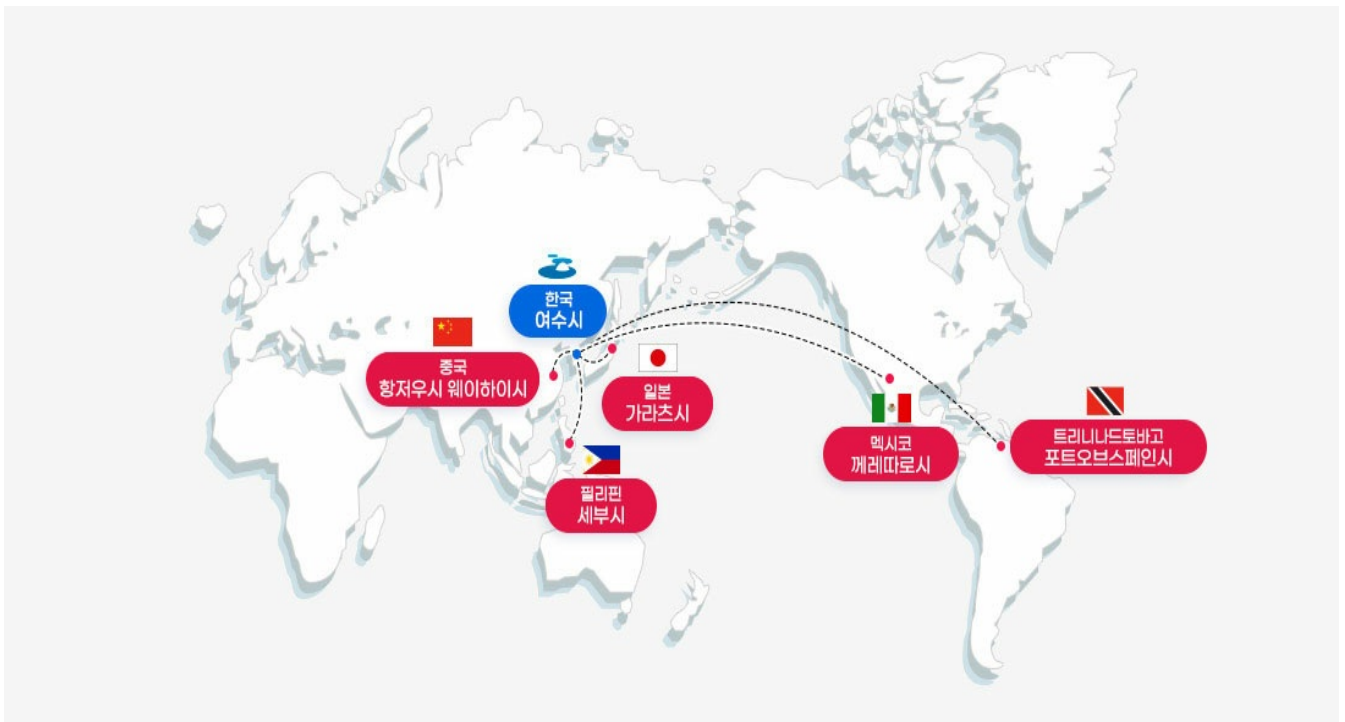 한국
여수시
중국
항저우시 웨이하이시
일본
가라츠시
필리핀
세부시
멕시코
께레따로시
트리니나드토바고
포트오브스페인시